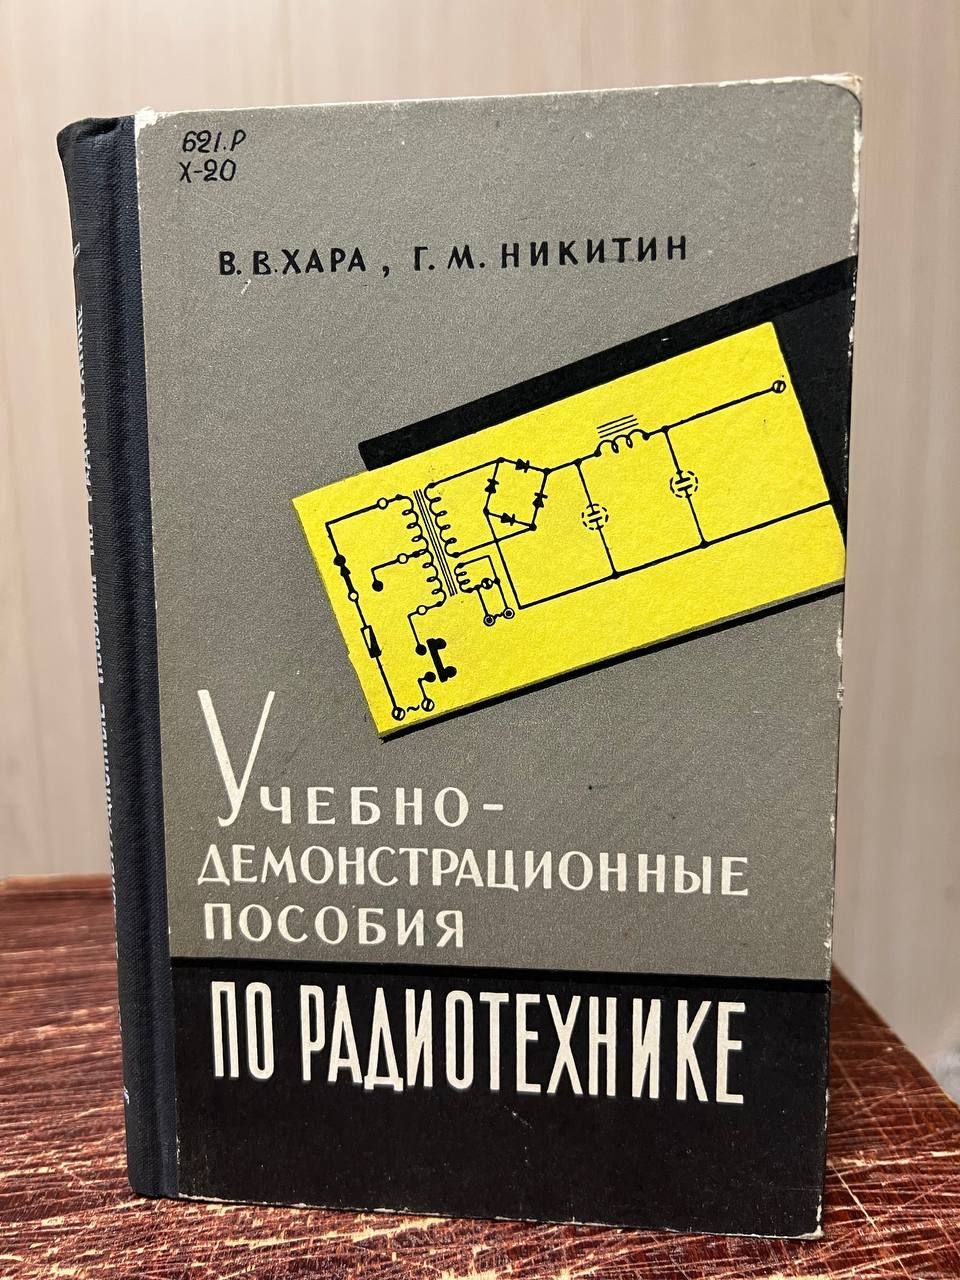 621.Р
Х-20
В. В. ХАРА, Г. М. НИКИТИН
УЧЕБНО-
ДЕМОНСТРАЦИОННЫЕ
ПОСОБИЯ
ПО РАДИОТЕХНИКЕ